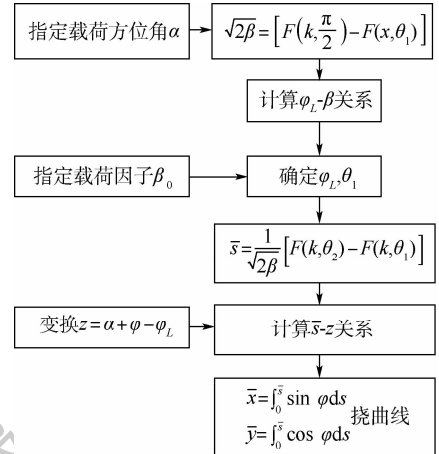 指定载荷方位角α
√2β=[F(k,π/2)−F(x,θ₁)]
计算φ_L-β关系
指定载荷因子β₀
确定φ_L,θ₁
s̄=1/√2β[F(k,θ₂)−F(k,θ₁)]
变换z=α+φ−φ_L
计算s̄-z关系
x̄=∫₀^s̄ sin φds
ȳ=∫₀^s̄ cos φds
挠曲线